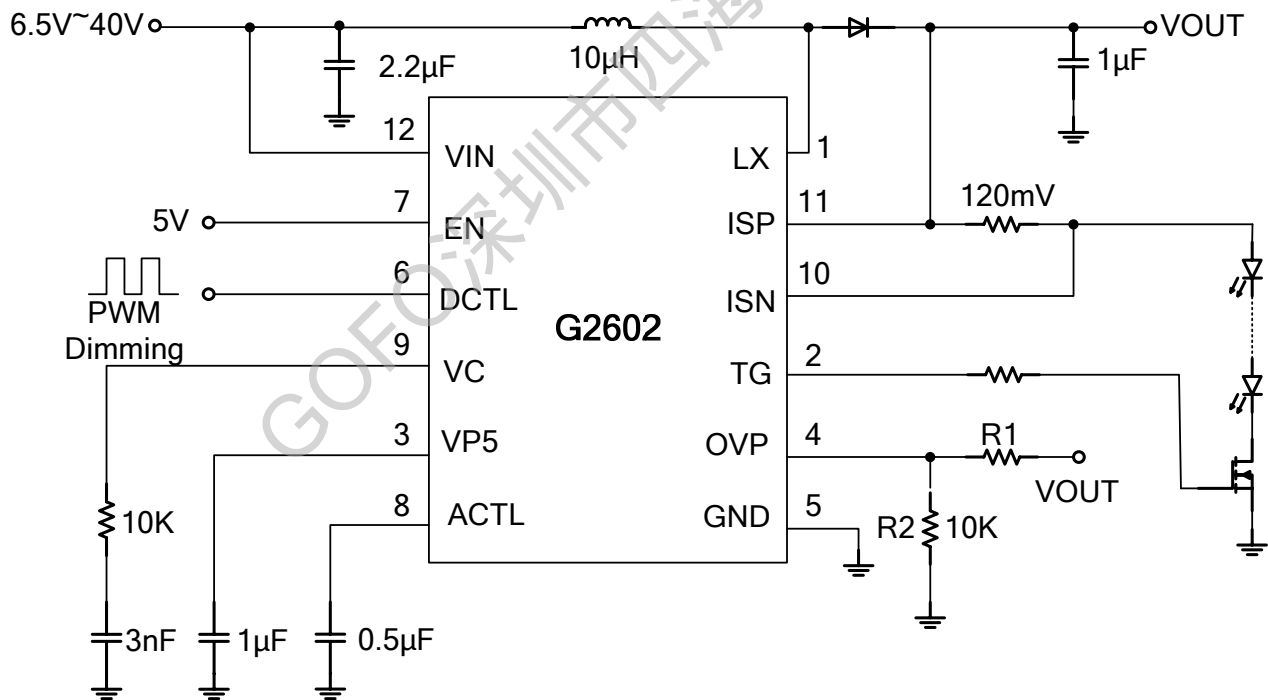 6.5V~40V
10µH
VOUT
2.2µF
1µF
12
VIN
LX
1
5V
7
EN
ISP
11
120mV
6
DCTL
ISN
10
PWM
Dimming
G2602
9
VC
TG
2
3
VP5
OVP
4
R1
VOUT
8
ACTL
GND
5
R2
10K
10K
3nF
1µF
0.5µF
GOFO深圳市四海